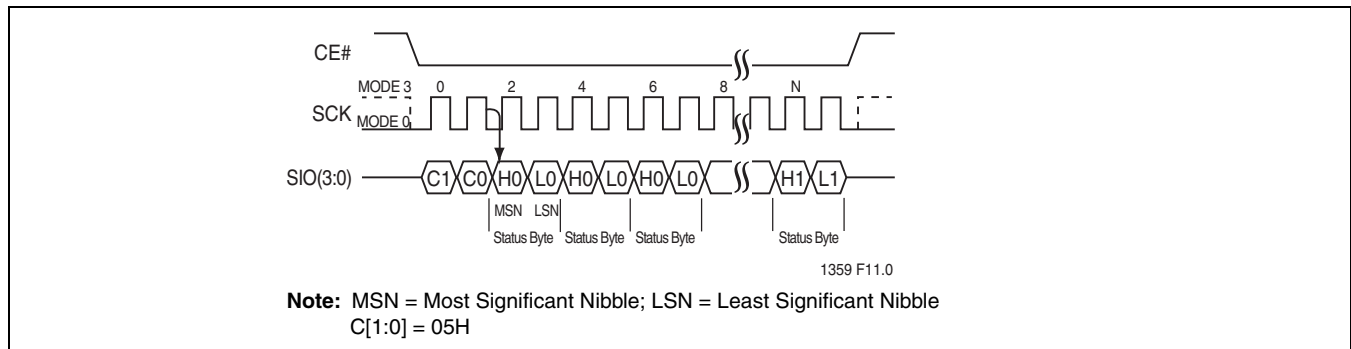 CE#
MODE 3 0 2 4 6 8 N
SCK
MODE 0
SIO(3:0) C1 C0 H0 L0 H0 L0 H0 L0 H1 L1
MSN LSN
Status Byte Status Byte Status Byte Status Byte
1359 F11.0
Note: MSN = Most Significant Nibble; LSN = Least Significant Nibble
C[1:0] = 05H